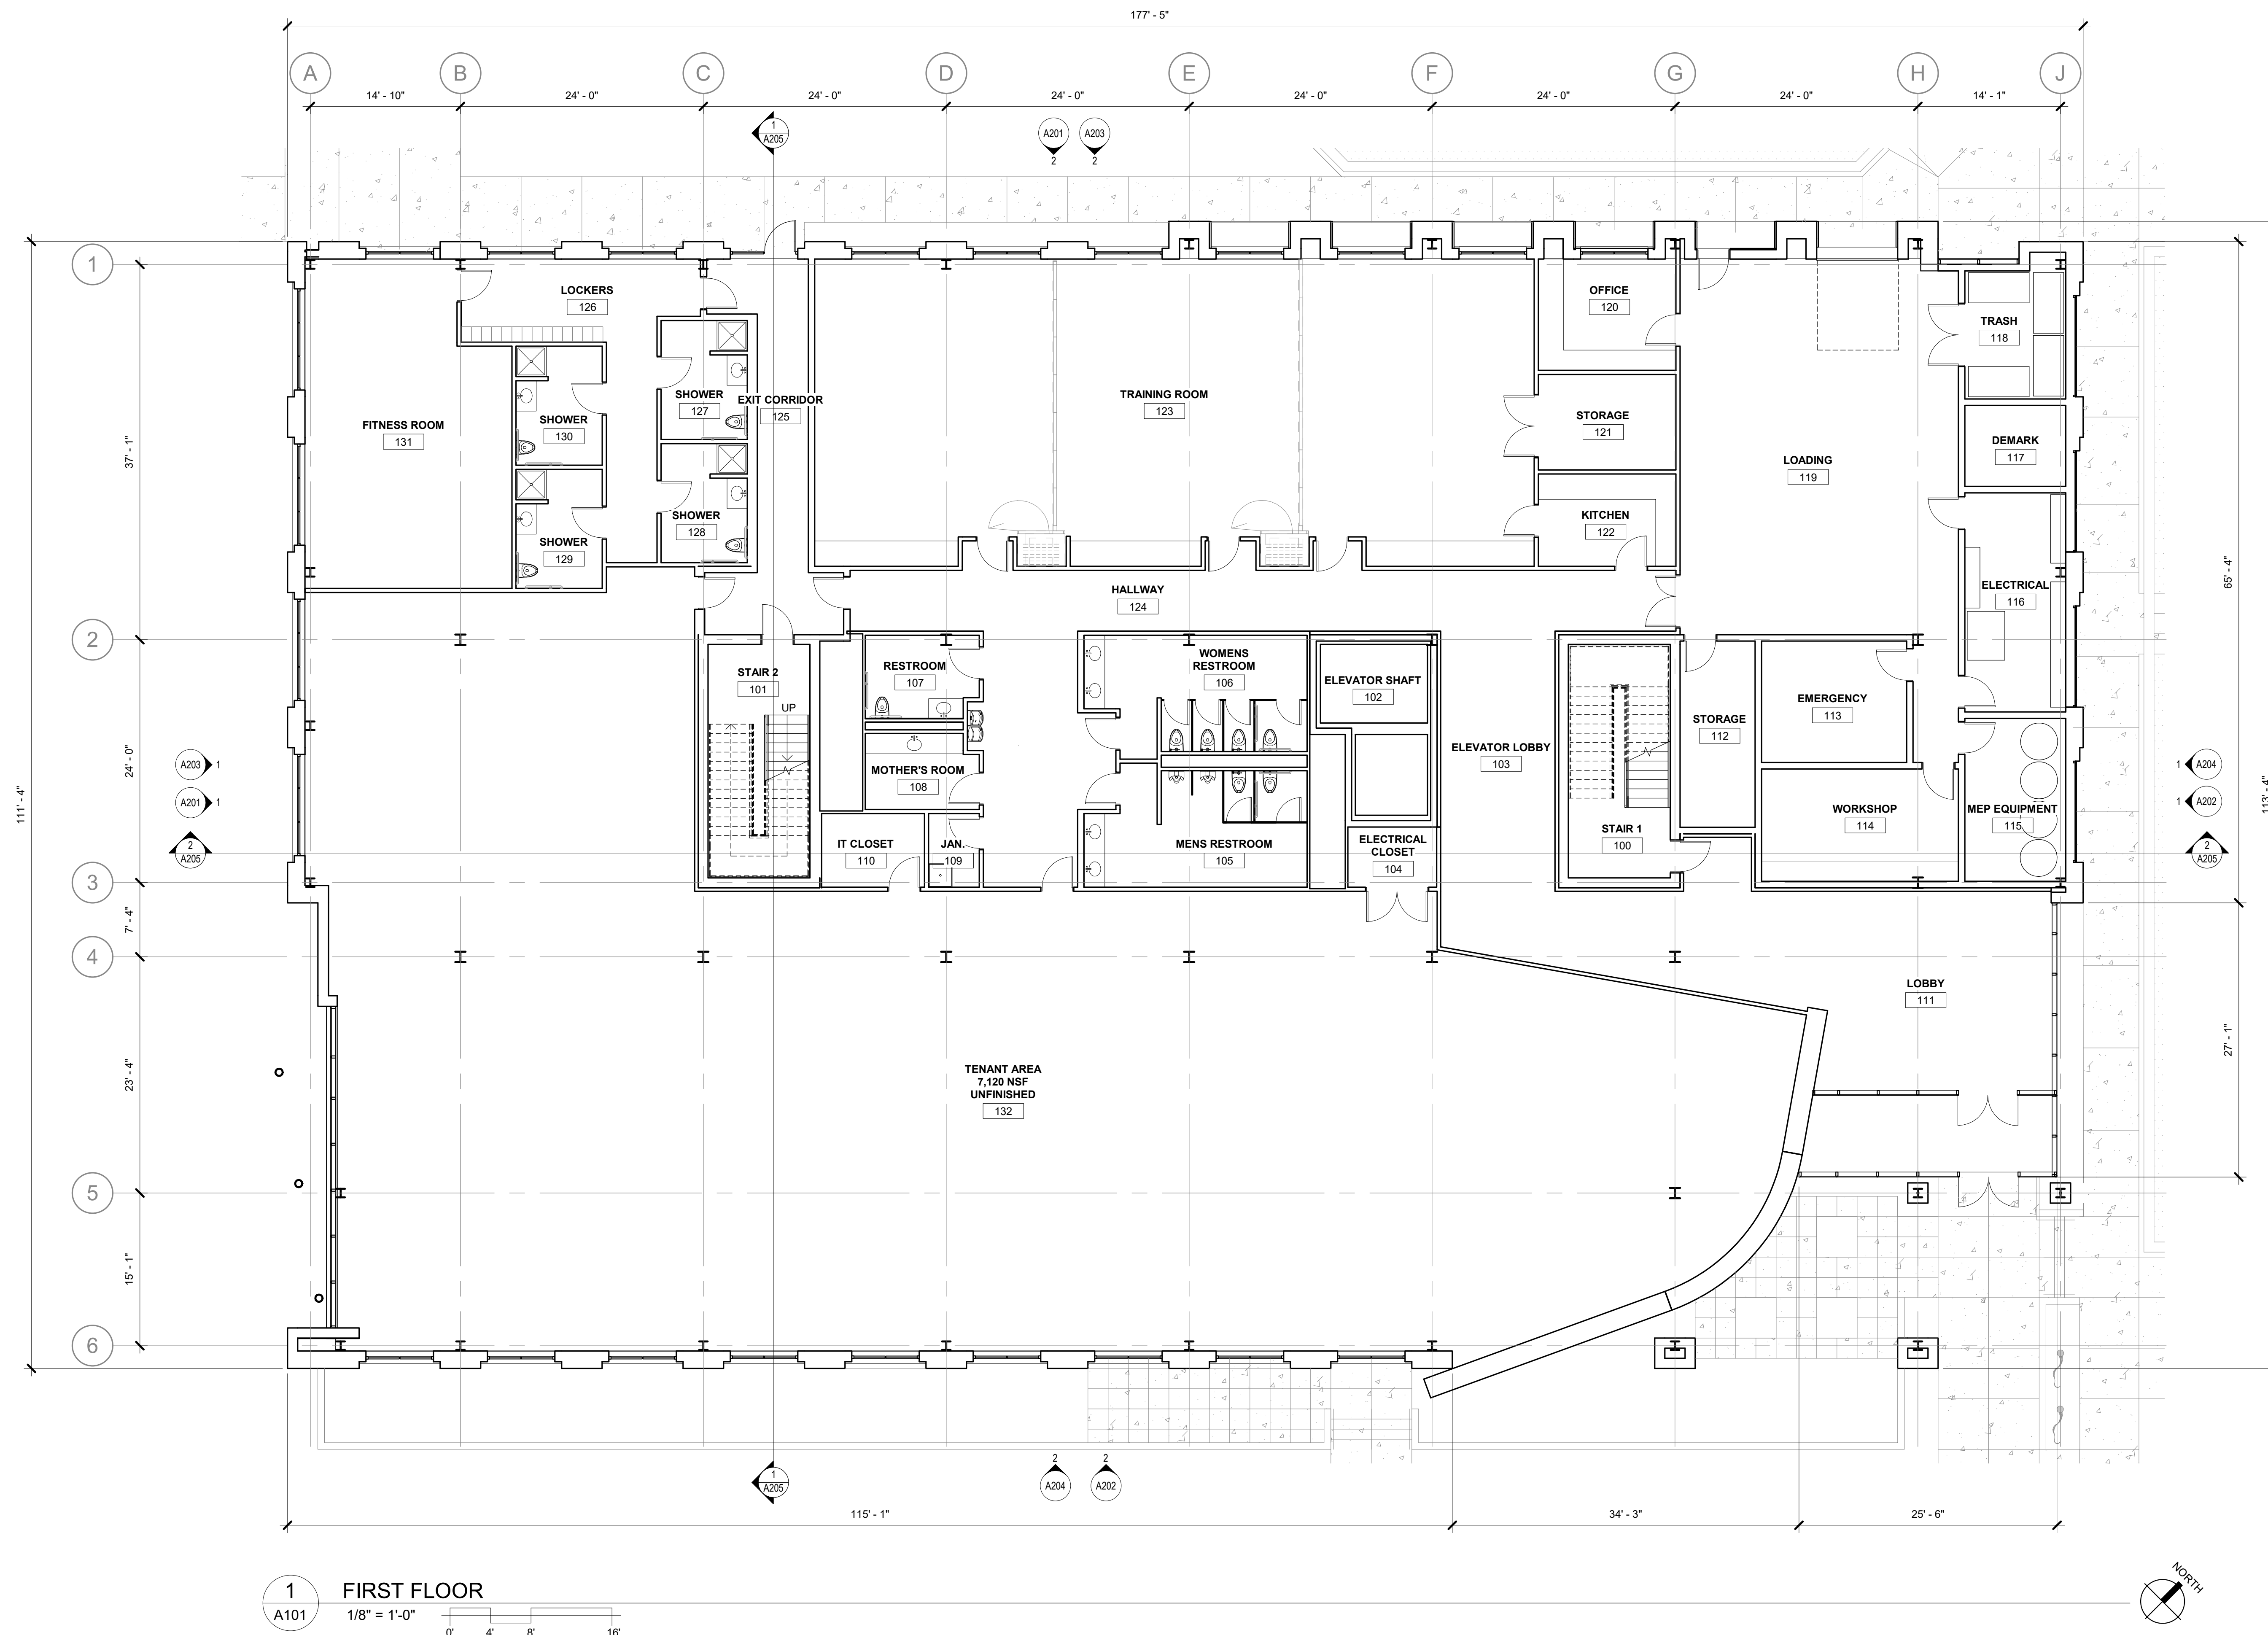 177' - 5"
A
B
C
D
E
F
G
H
J
14' - 10"
24' - 0"
24' - 0"
24' - 0"
24' - 0"
24' - 0"
24' - 0"
14' - 1"
1
A205
A201
2
A203
2
1
2
3
4
5
6
37' - 1"
24' - 0"
7' - 4"
23' - 4"
15' - 1"
111' - 4"
65' - 4"
27' - 1"
113' - 4"
LOCKERS
126
OFFICE
120
TRASH
118
FITNESS ROOM
131
SHOWER
130
SHOWER
127
EXIT CORRIDOR
125
TRAINING ROOM
123
STORAGE
121
DEMARK
117
LOADING
119
SHOWER
129
SHOWER
128
KITCHEN
122
HALLWAY
124
ELECTRICAL
116
STAIR 2
101
UP
RESTROOM
107
WOMENS
RESTROOM
106
ELEVATOR SHAFT
102
EMERGENCY
113
STORAGE
112
ELEVATOR LOBBY
103
MOTHER'S ROOM
108
WORKSHOP
114
MEP EQUIPMENT
115
STAIR 1
100
IT CLOSET
110
JAN.
109
MENS RESTROOM
105
ELECTRICAL
CLOSET
104
LOBBY
111
TENANT AREA
7,120 NSF
UNFINISHED
132
A203
1
A201
1
2
A205
1
A204
1
A202
2
A205
1
A205
2
A204
2
A202
115' - 1"
34' - 3"
25' - 6"
1
A101
FIRST FLOOR
1/8" = 1'-0"
0'
4'
8'
16'
NORTH